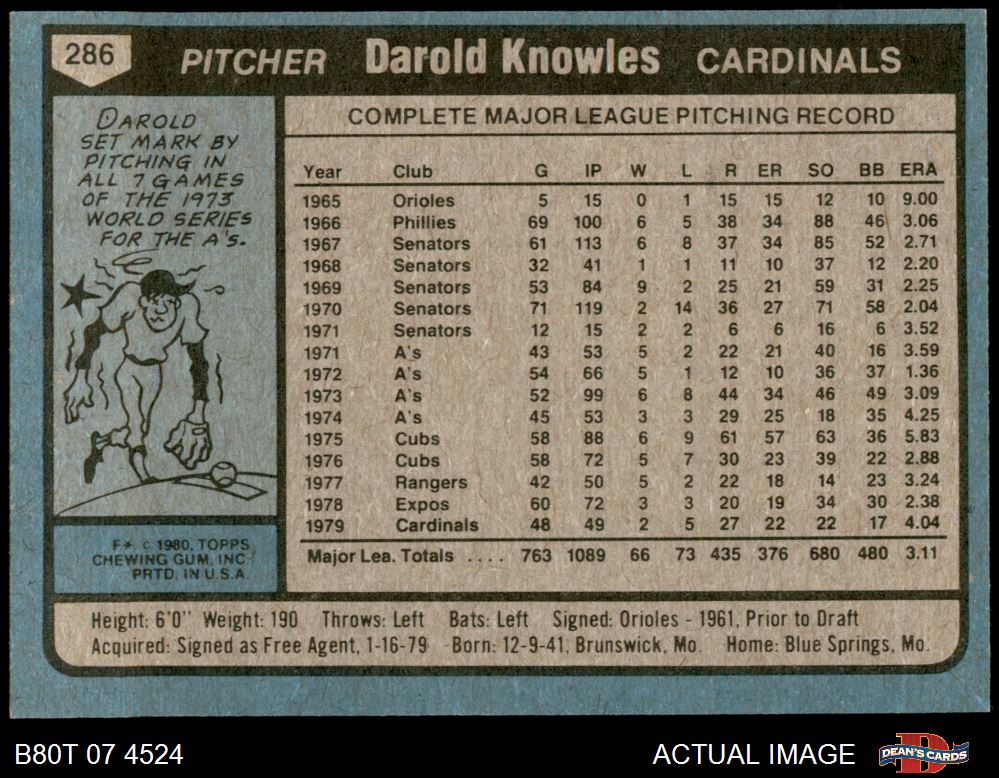 286 PITCHER Darold Knowles CARDINALS
DAROLD
SET MARK BY
PITCHING IN
ALL 7 GAMES
OF THE 1973
WORLD SERIES
FOR THE A's.
COMPLETE MAJOR LEAGUE PITCHING RECORD
Year Club G IP W L R ER SO BB ERA
1965 Orioles 5 15 0 1 15 15 12 10 9.00
1966 Phillies 69 100 6 5 38 34 88 46 3.06
1967 Senators 61 113 6 8 37 34 85 52 2.71
1968 Senators 32 41 1 1 11 10 37 12 2.20
1969 Senators 53 84 9 2 25 21 59 31 2.25
1970 Senators 71 119 2 14 36 27 71 58 2.04
1971 Senators 12 15 2 2 6 6 16 6 3.52
1971 A's 43 53 5 2 22 21 40 16 3.59
1972 A's 54 66 5 1 12 10 36 37 1.36
1973 A's 52 99 6 8 44 34 46 49 3.09
1974 A's 45 53 3 3 29 25 18 35 4.25
1975 Cubs 58 88 6 9 61 57 63 36 5.83
1976 Cubs 58 72 5 7 30 23 39 22 2.88
1977 Rangers 42 50 5 2 22 18 14 23 3.24
1978 Expos 60 72 3 3 20 19 34 30 2.38
1979 Cardinals 48 49 2 5 27 22 22 17 4.04
Major Lea. Totals .... 763 1089 66 73 435 376 680 480 3.11
F* © 1980, TOPPS
CHEWING GUM, INC.
PRTD. IN U.S.A.
Height: 6'0" Weight: 190 Throws: Left Bats: Left Signed: Orioles - 1961, Prior to Draft
Acquired: Signed as Free Agent, 1-16-79 Born: 12-9-41, Brunswick, Mo. Home: Blue Springs, Mo.
B80T 07 4524 ACTUAL IMAGE DEAN'S CARDS